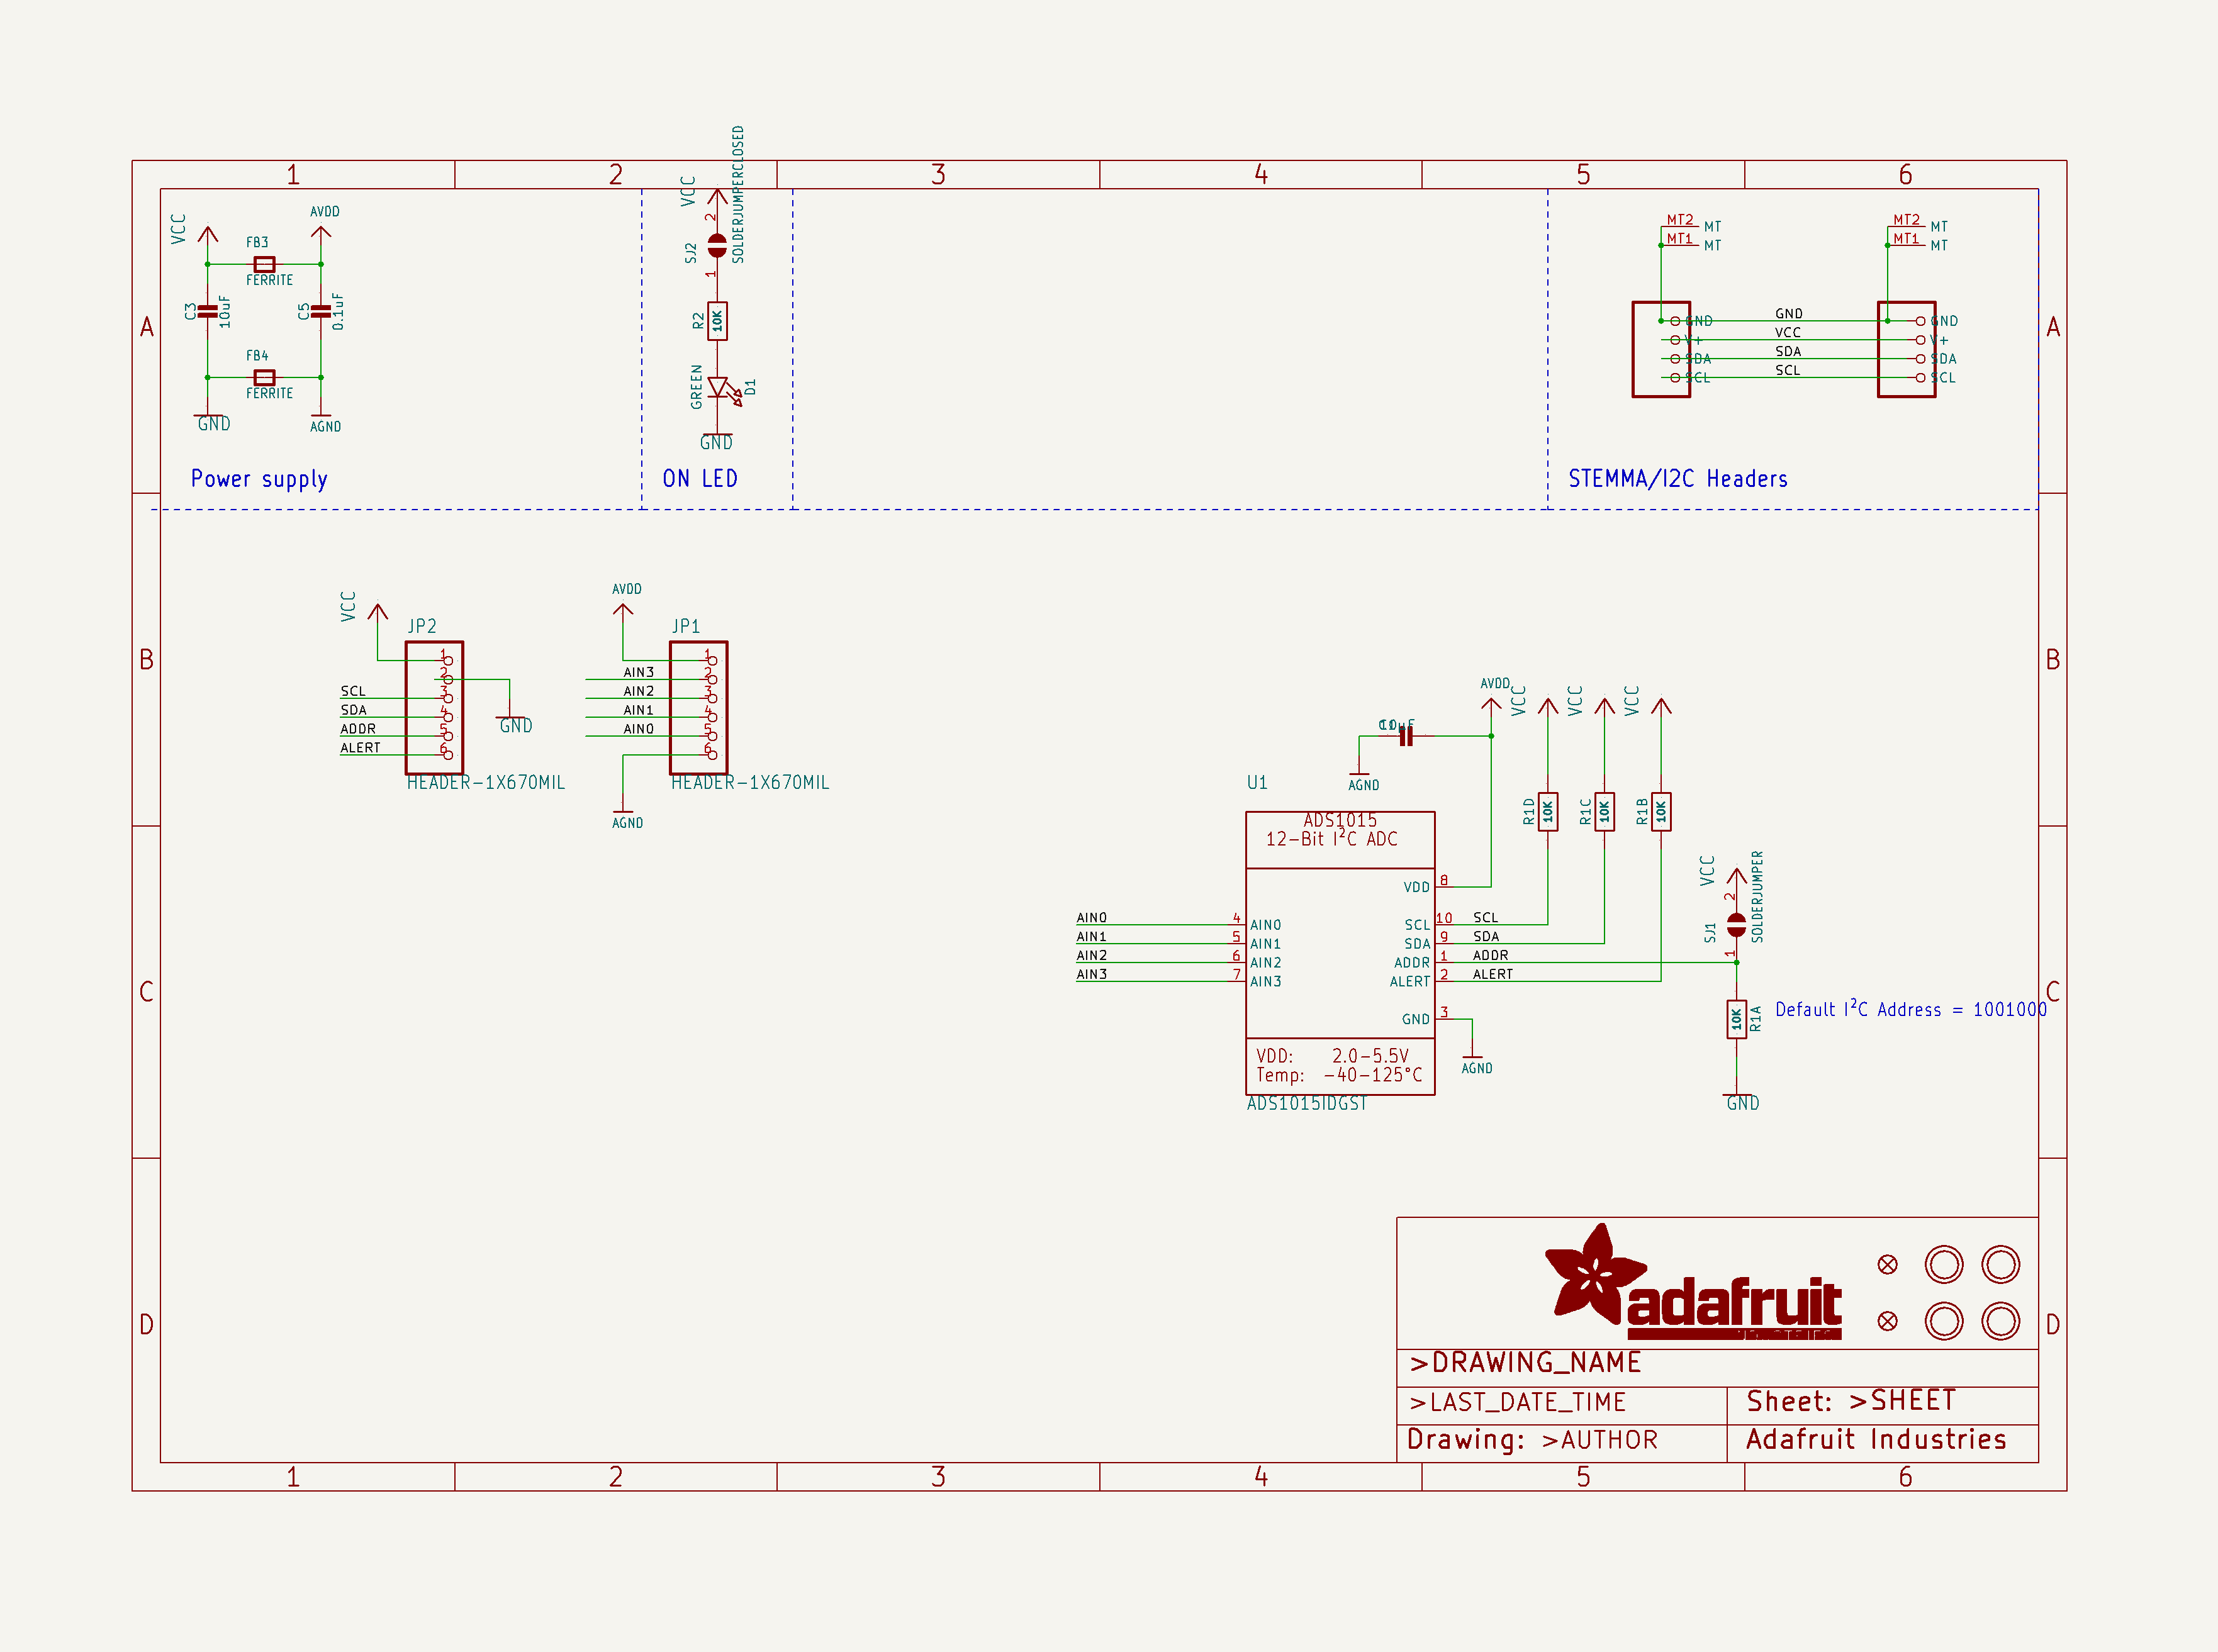 1 2 3 4 5 6
A
B
C
D
A
B
C
D
VCC
AVDD
FB3
FERRITE
C3
10uF
C5
0.1uF
FB4
FERRITE
GND
AGND
Power supply
VCC
2
SJ2
SOLDERJUMPERCLOSED
1
R2
10K
GREEN
D1
GND
ON LED
MT2 MT
MT1 MT
MT2 MT
MT1 MT
GND GND GND
V+ VCC V+
SDA SDA SDA
SCL SCL SCL
STEMMA/I2C Headers
VCC
JP2
1
2
SCL 3
SDA 4
ADDR 5
ALERT 6
GND
HEADER-1X670MIL
AVDD
JP1
1
AIN3 2
AIN2 3
AIN1 4
AIN0 5
6
HEADER-1X670MIL
AGND
AVDD
VCC
VCC
VCC
10uF
AGND
R1D
10K
R1C
10K
R1B
10K
U1
ADS1015
12-Bit I²C ADC
VDD 8
AIN0 4 AIN0 SCL 10 SCL
AIN1 5 AIN1 SDA 9 SDA
AIN2 6 AIN2 ADDR 1 ADDR
AIN3 7 AIN3 ALERT 2 ALERT
GND 3
AGND
VDD: 2.0-5.5V
Temp: -40-125°C
ADS1015IDGST
VCC
2
SJ1
SOLDERJUMPER
1
10K
R1A
GND
Default I²C Address = 1001000
adafruit
>DRAWING_NAME
>LAST_DATE_TIME
Sheet: >SHEET
Drawing: >AUTHOR
Adafruit Industries
1 2 3 4 5 6